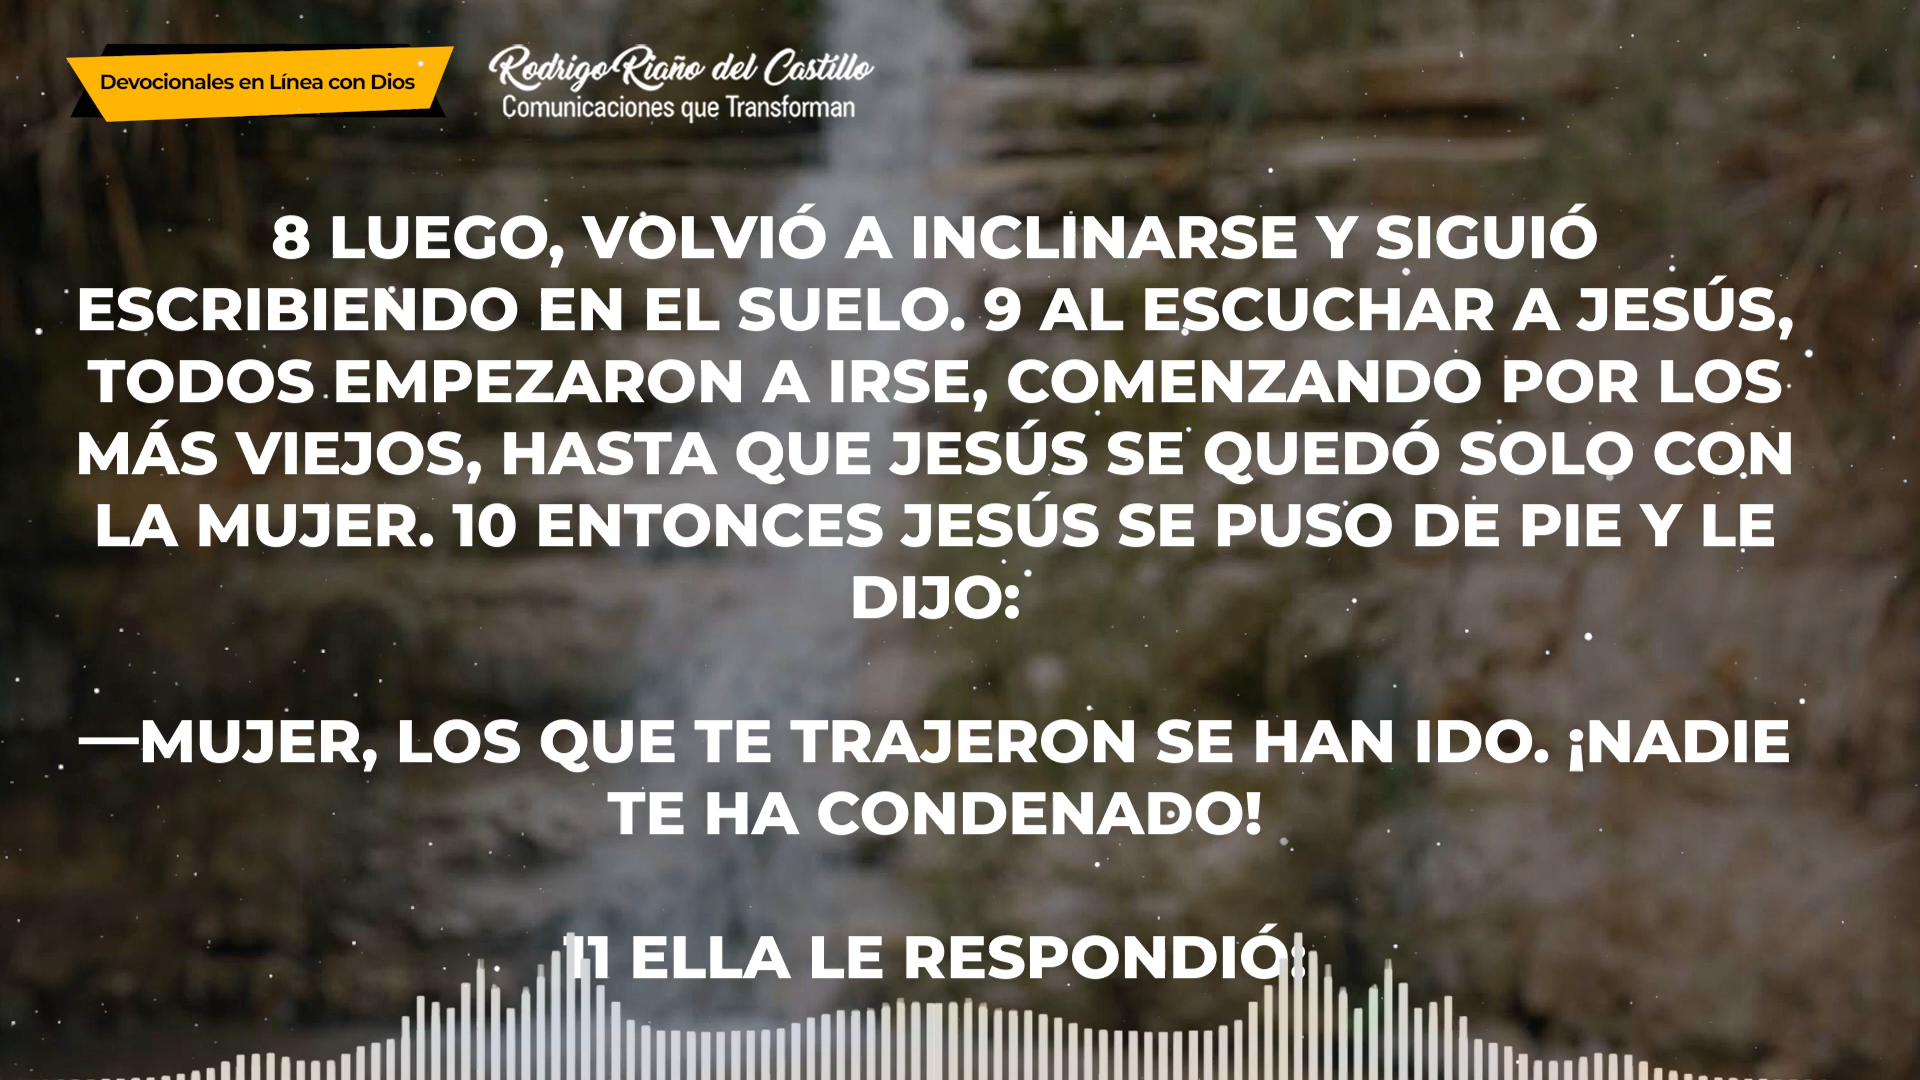 Devocionales en Línea con Dios
Rodrigo Riaño del Castillo
Comunicaciones que Transforman
8 LUEGO, VOLVIÓ A INCLINARSE Y SIGUIÓ
ESCRIBIENDO EN EL SUELO. 9 AL ESCUCHAR A JESÚS,
TODOS EMPEZARON A IRSE, COMENZANDO POR LOS
MÁS VIEJOS, HASTA QUE JESÚS SE QUEDÓ SOLO CON
LA MUJER. 10 ENTONCES JESÚS SE PUSO DE PIE Y LE
DIJO:
—MUJER, LOS QUE TE TRAJERON SE HAN IDO. ¡NADIE
TE HA CONDENADO!
11 ELLA LE RESPONDIÓ: